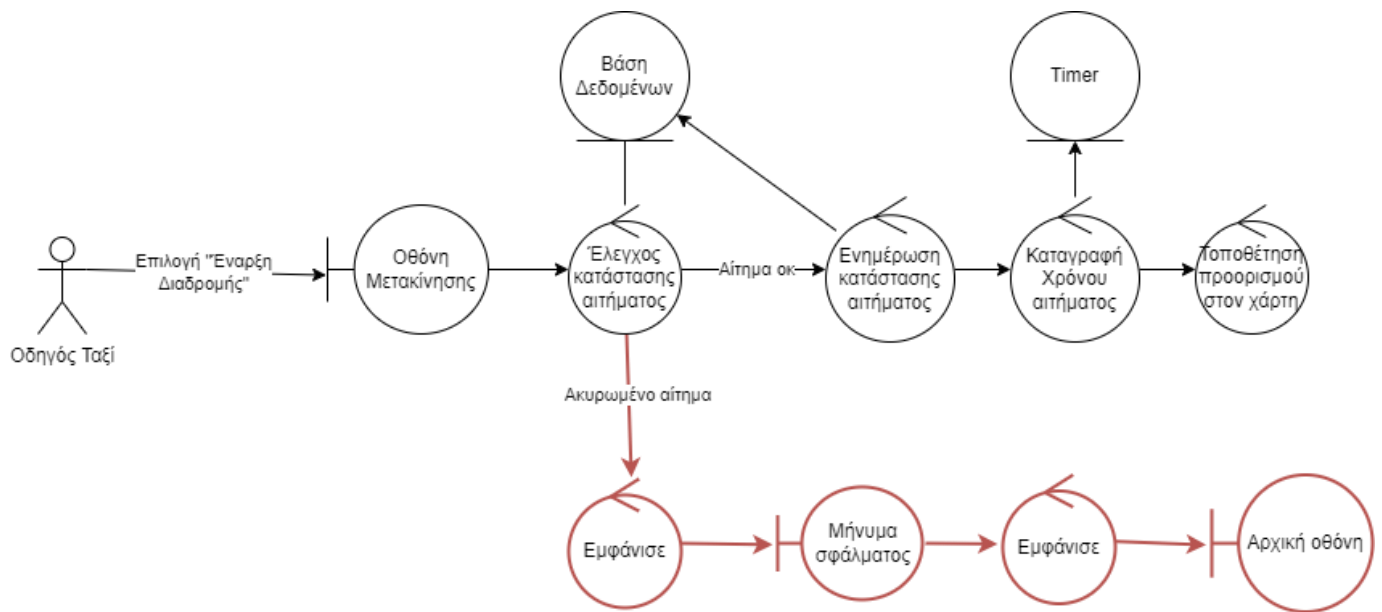 Βάση
Δεδομένων
Timer
Επιλογή "Έναρξη
Διαδρομής"
Οθόνη
Μετακίνησης
Έλεγχος
κατάστασης
αιτήματος
Αίτημα οκ
Ενημέρωση
κατάστασης
αιτήματος
Καταγραφή
Χρόνου
αιτήματος
Τοποθέτηση
προορισμού
στον χάρτη
Οδηγός Ταξί
Ακυρωμένο αίτημα
Εμφάνισε
Μήνυμα
σφάλματος
Εμφάνισε
Αρχική οθόνη